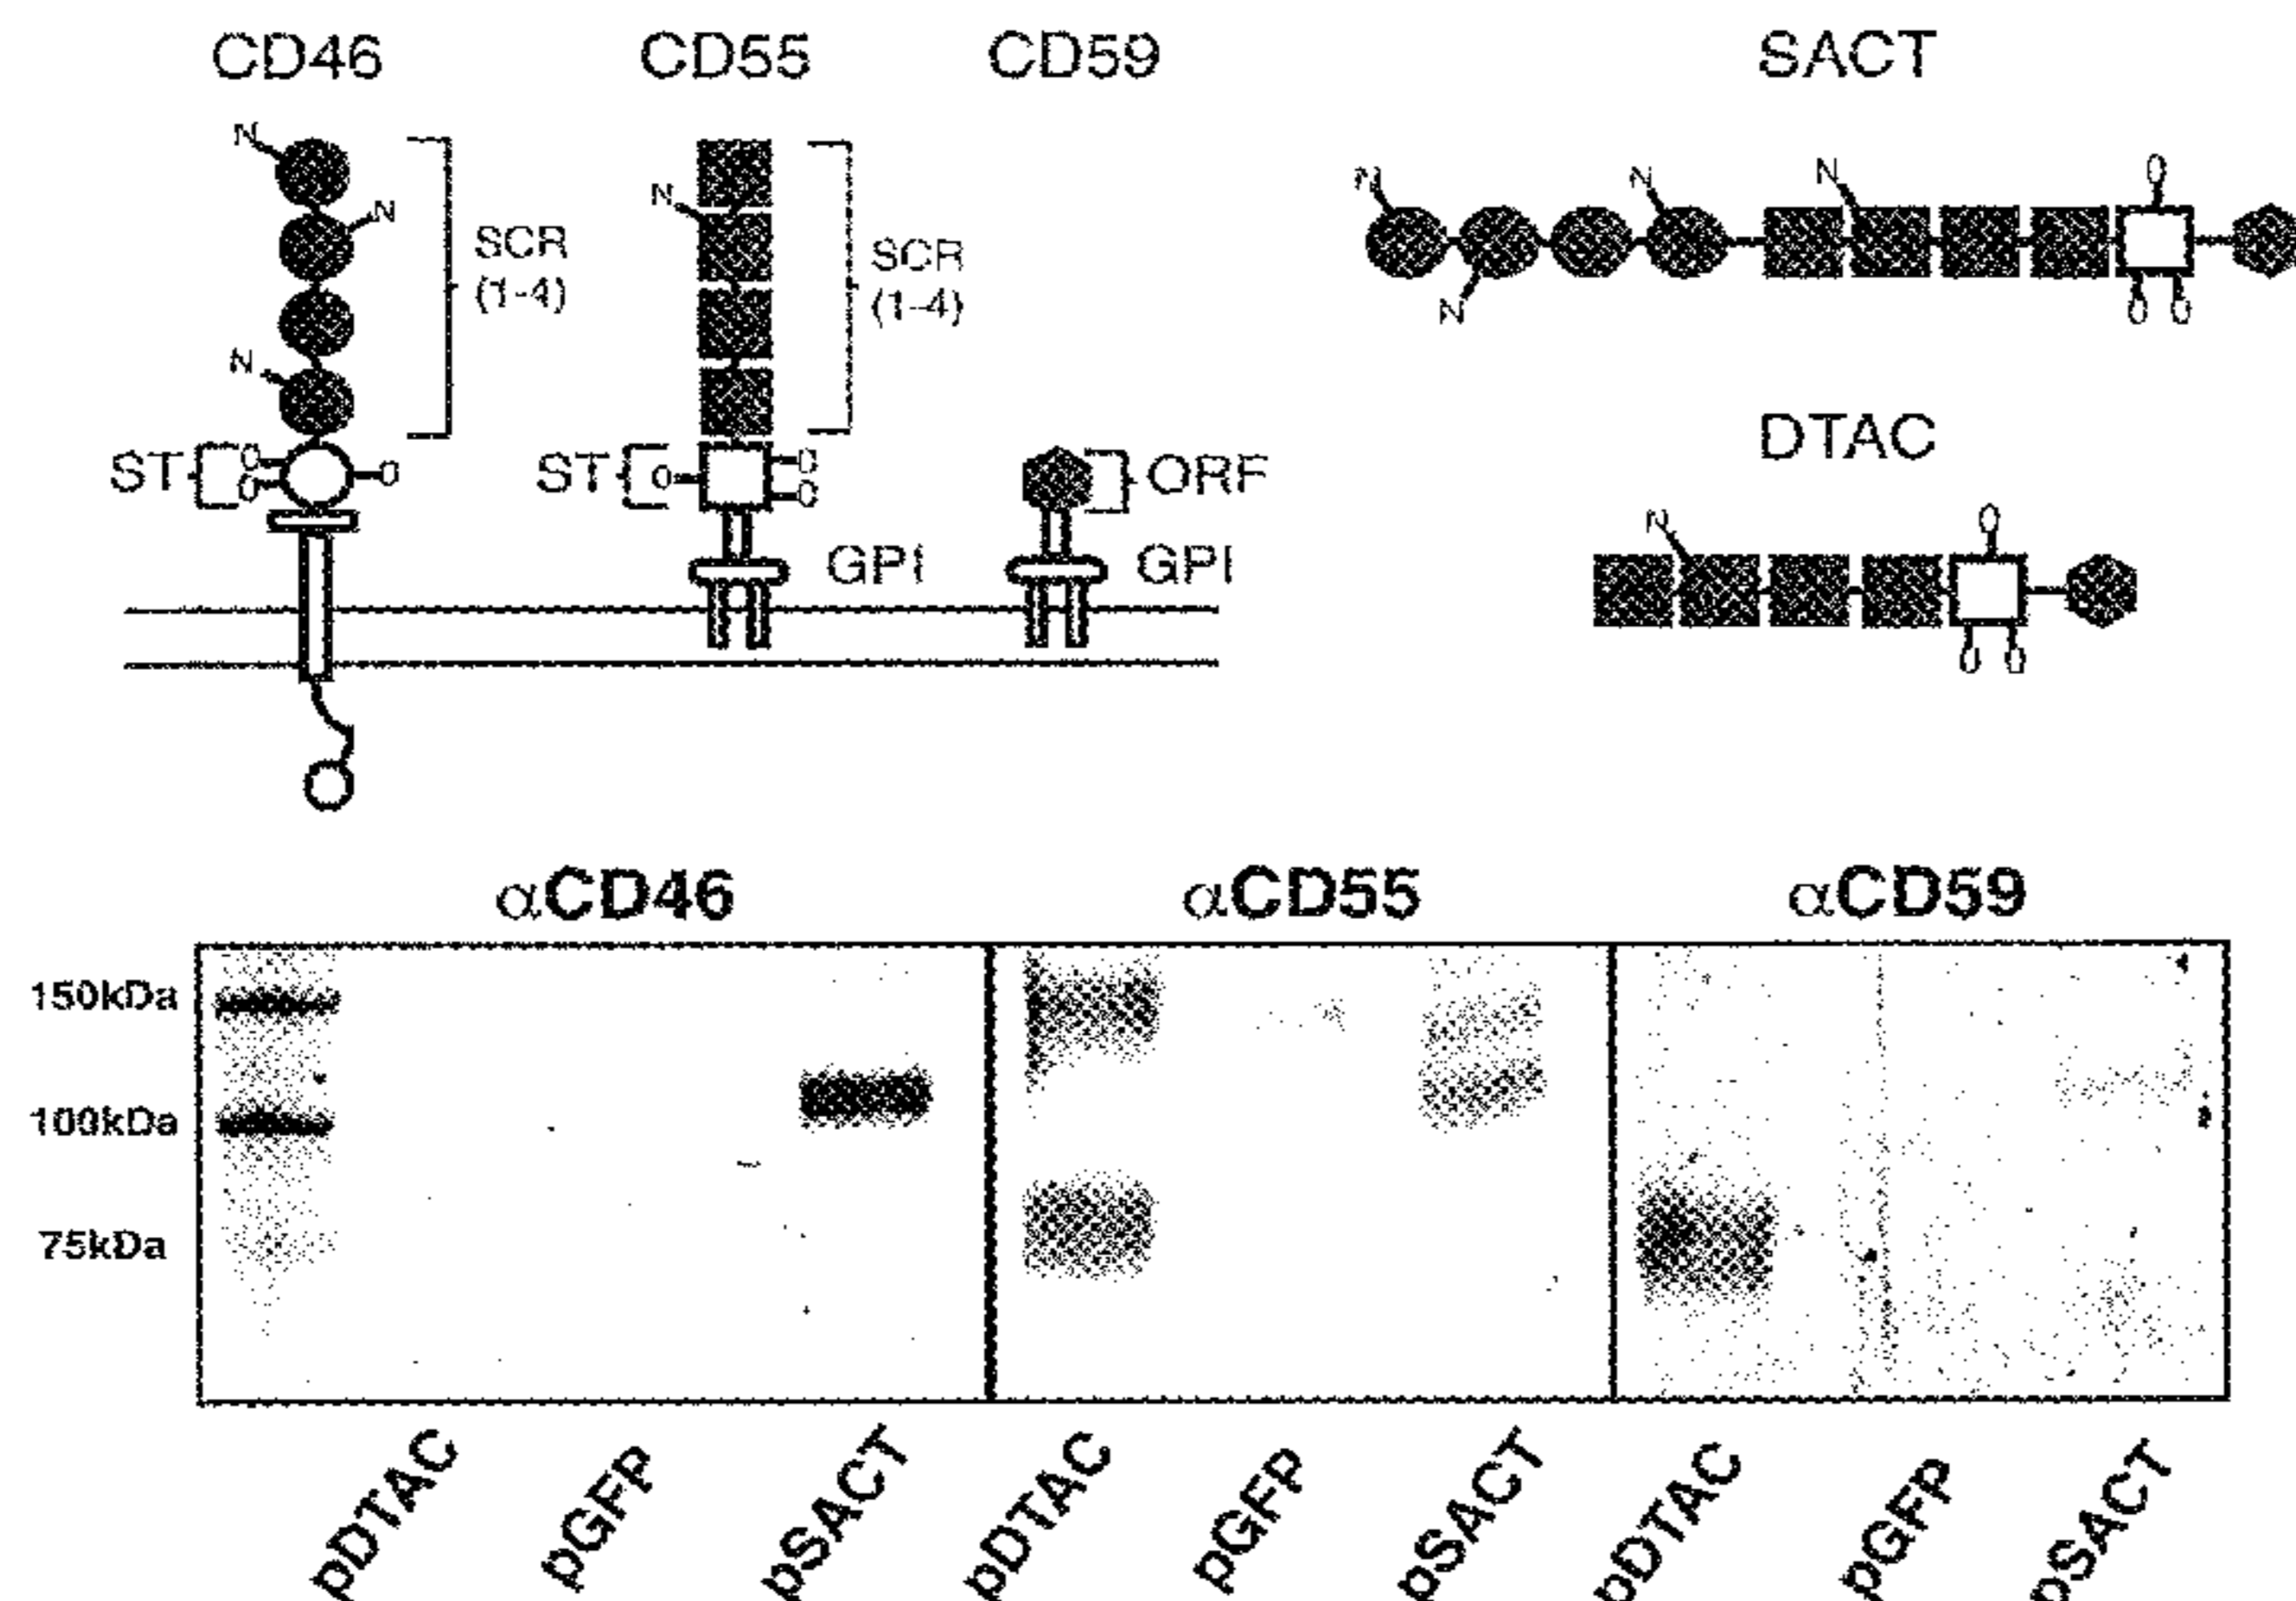 CD46 CD55 CD59 SACT
N
N
SCR
(1-4)
N
ST
O
O
O
N
SCR
(1-4)
ST
O
O
O
GPI
ORF
GPI
N
N
N
N
O
O
O
DTAC
N
O
O
O
αCD46 αCD55 αCD59
150kDa
100kDa
75kDa
pDTAC pGFP pSACT pDTAC pGFP pSACT pDTAC pGFP pSACT